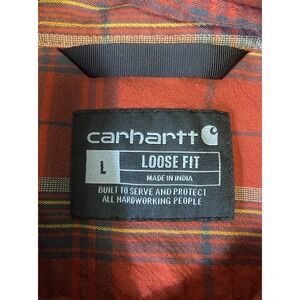 carhartt
L LOOSE FIT
MADE IN INDIA
BUILT TO SERVE AND PROTECT
ALL HARDWORKING PEOPLE